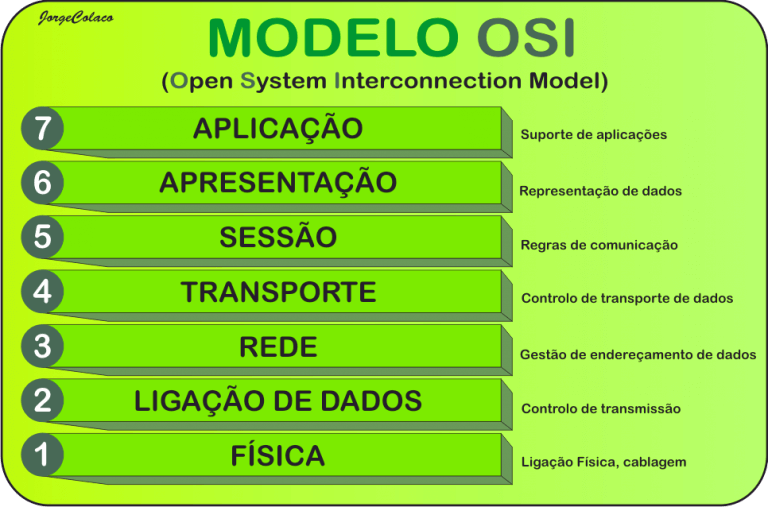 JorgeColaco
MODELO OSI
(Open System Interconnection Model)
7 APLICAÇÃO Suporte de aplicações
6 APRESENTAÇÃO Representação de dados
5 SESSÃO Regras de comunicação
4 TRANSPORTE Controlo de transporte de dados
3 REDE Gestão de endereçamento de dados
2 LIGAÇÃO DE DADOS Controlo de transmissão
1 FÍSICA Ligação Física, cablagem